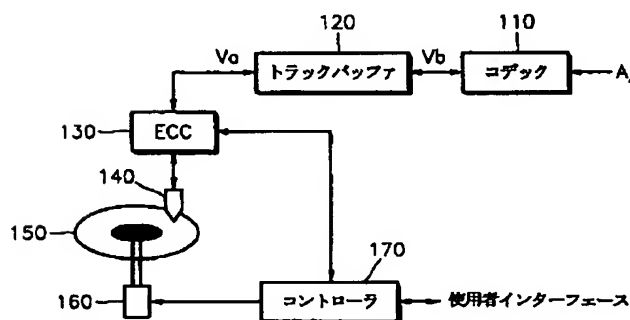 120
110
Va
トラックバッファ
Vb
コデック
A
130
ECC
140
150
170
160
コントローラ
使用者インターフェース